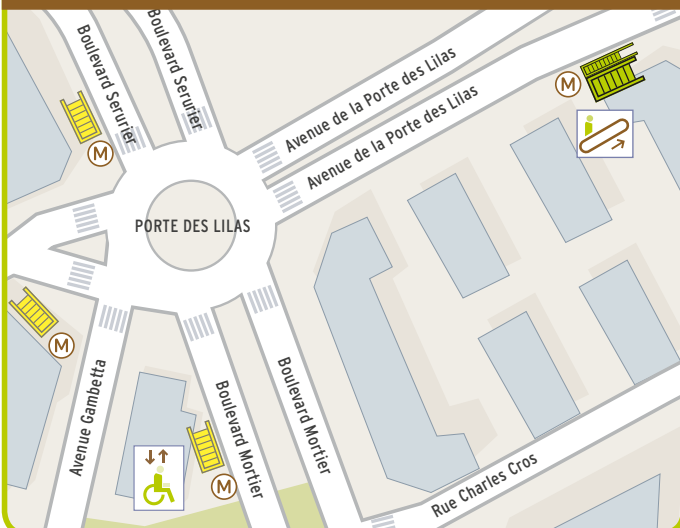 Boulevard Serurier
Boulevard Serurier
Avenue de la Porte des Lilas
Avenue de la Porte des Lilas
M
M
PORTE DES LILAS
M
Avenue Gambetta
Boulevard Mortier
Boulevard Mortier
M
Rue Charles Cros